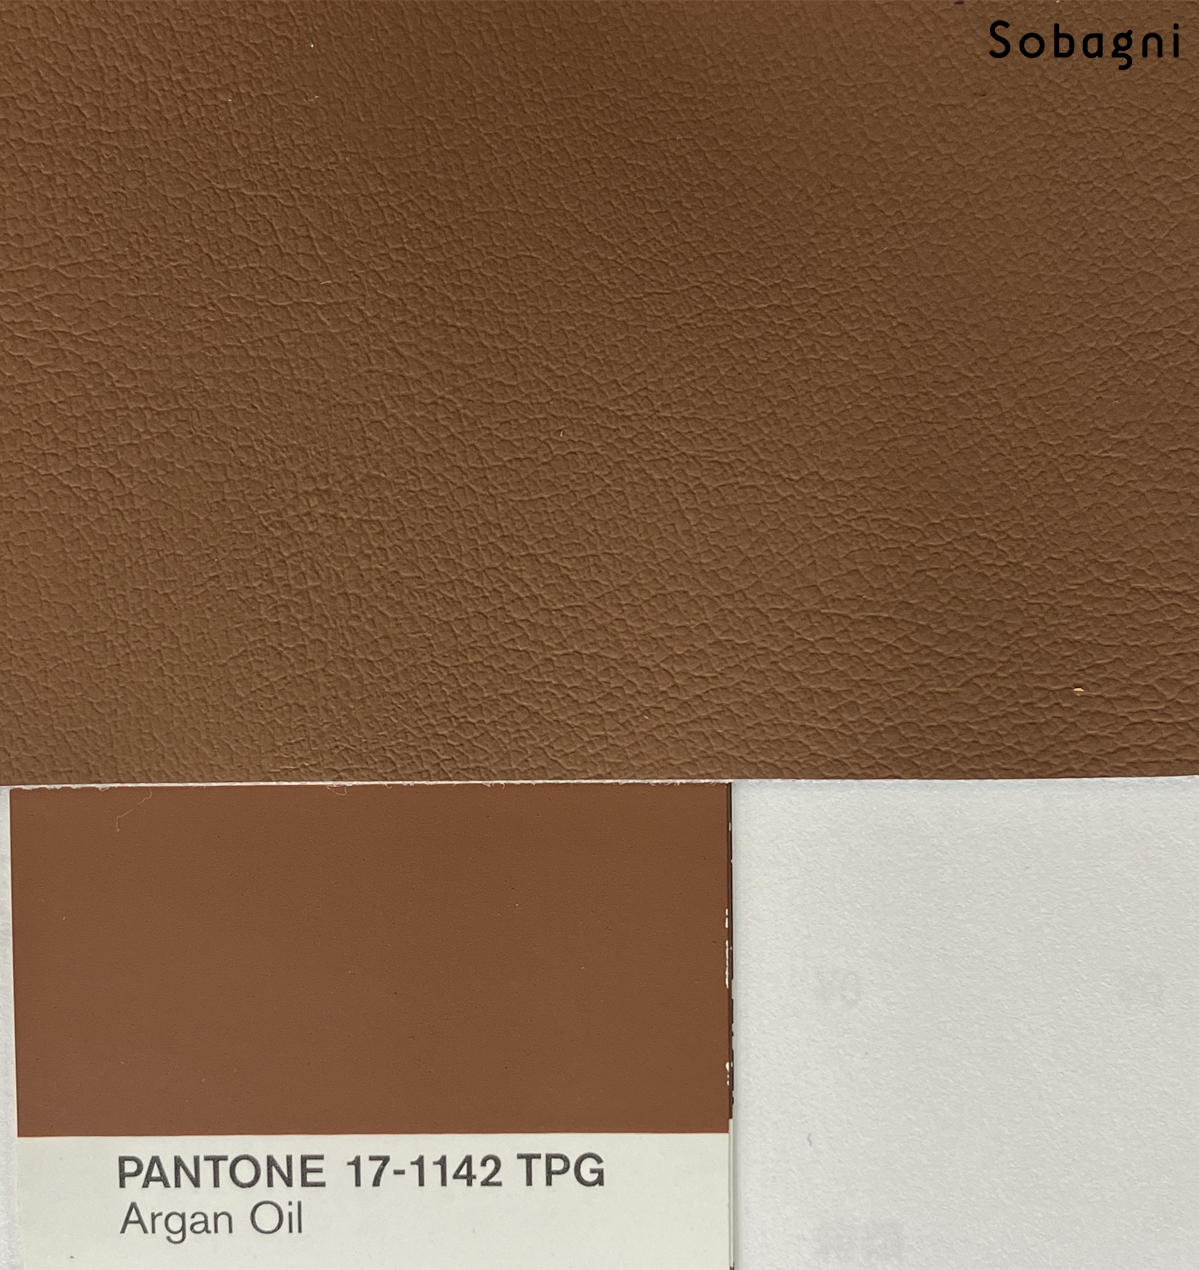 Sobagni
PANTONE 17-1142 TPG
Argan Oil